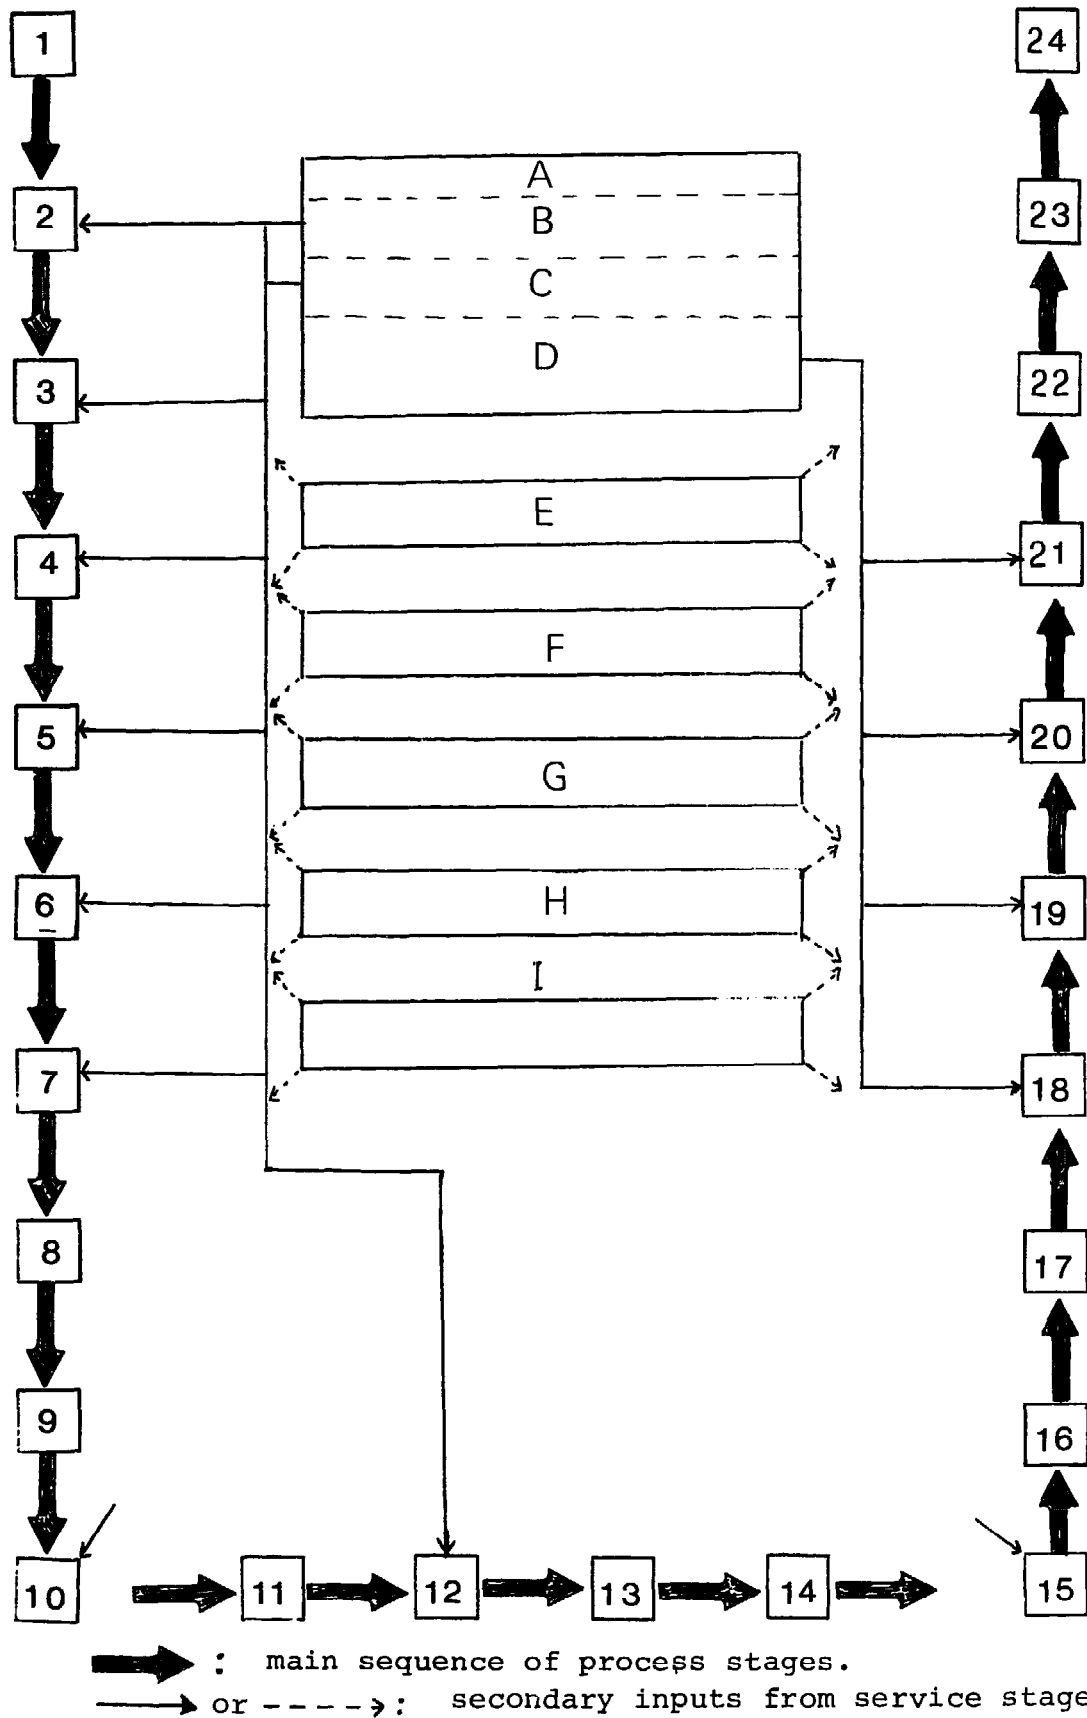 1
24
A
2
B
23
C
D
3
22
E
4
21
F
5
20
G
6
H
19
I
7
18
8
17
9
16
10
11
12
13
14
15
: main sequence of process stages.
or ----→: secondary inputs from service stage